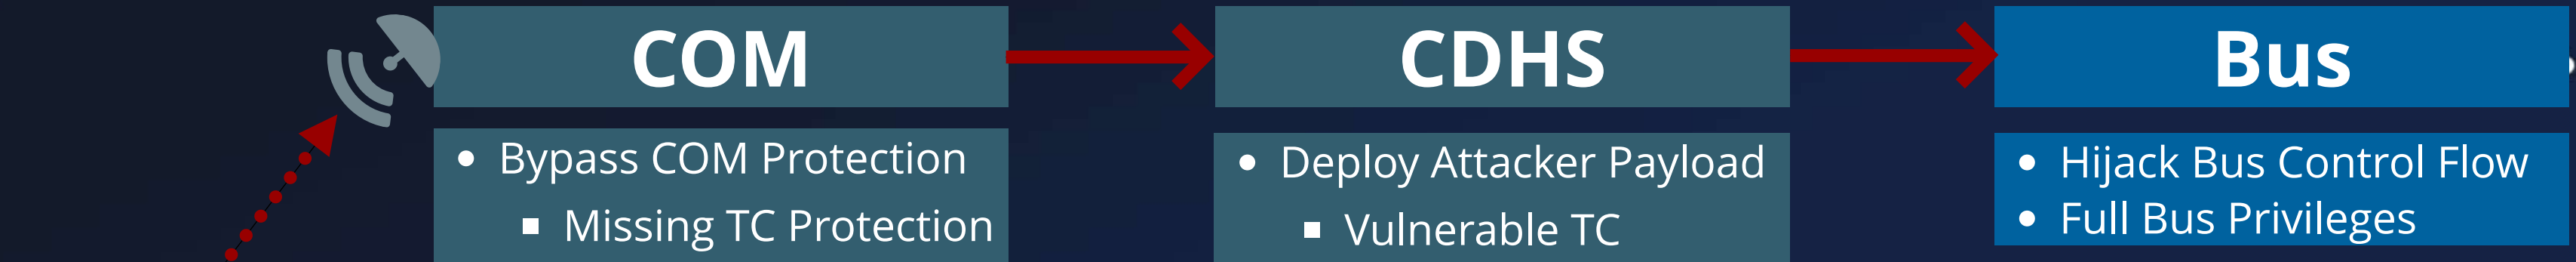 COM
CDHS
Bus
• Bypass COM Protection
▪ Missing TC Protection
• Deploy Attacker Payload
▪ Vulnerable TC
• Hijack Bus Control Flow
• Full Bus Privileges